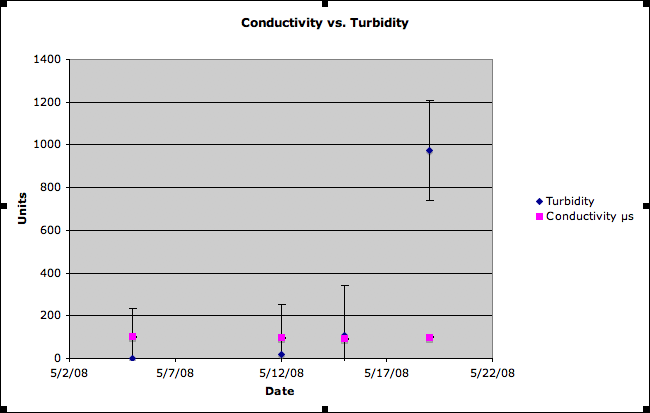 Conductivity vs. Turbidity
1400
1200
1000
800
600
400
200
0
Units
5/2/08 5/7/08 5/12/08 5/17/08 5/22/08
Date
Turbidity
Conductivity µs